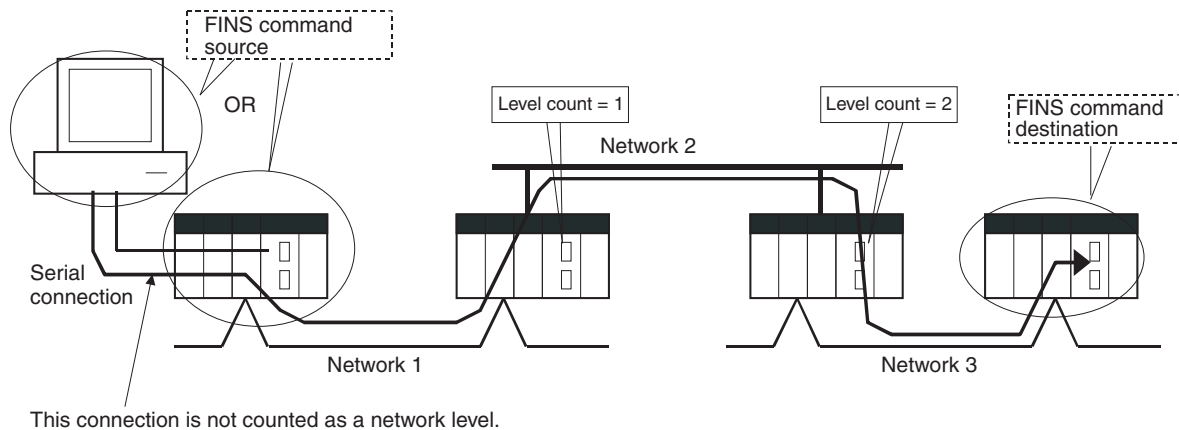 FINS command
source
OR
Level count = 1
Level count = 2
FINS command
destination
Network 2
Serial
connection
Network 1
Network 3
This connection is not counted as a network level.